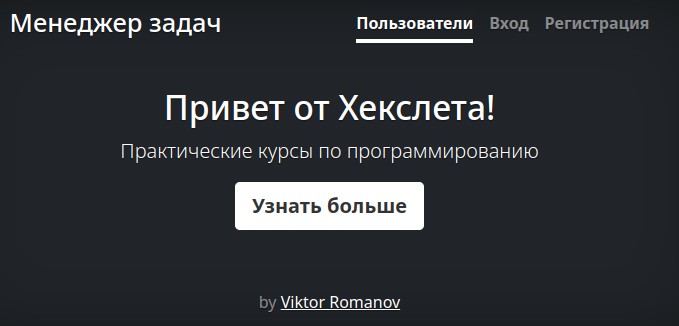 Менеджер задач Пользователи Вход Регистрация
Привет от Хекслета!
Практические курсы по программированию
Узнать больше
by Viktor Romanov